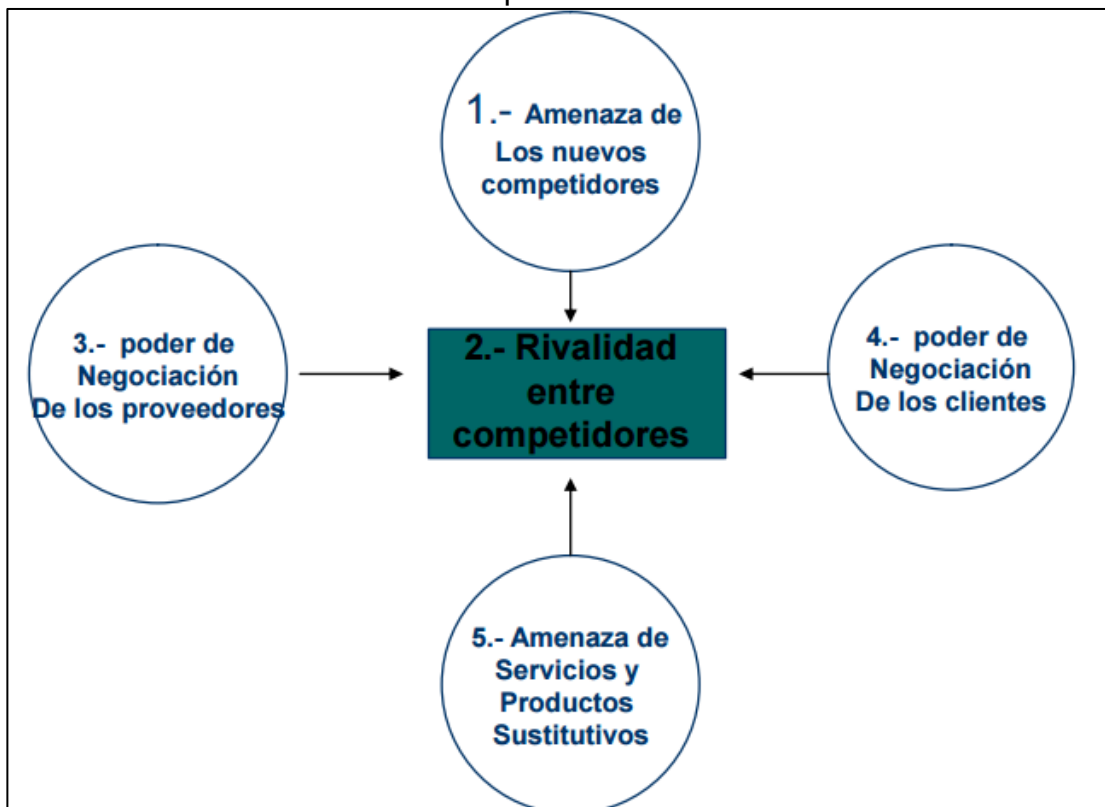 1.- Amenaza de
Los nuevos
competidores
3.- poder de
Negociación
De los proveedores
2.- Rivalidad
entre
competidores
4.- poder de
Negociación
De los clientes
5.- Amenaza de
Servicios y
Productos
Sustitutivos